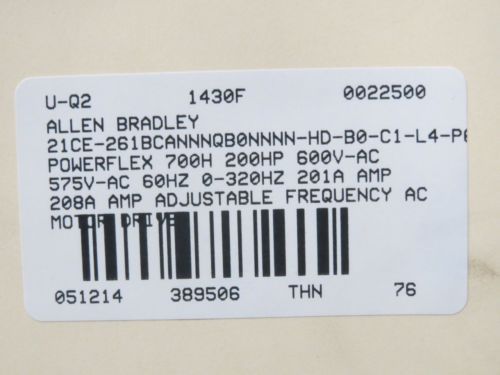 U-Q2 1430F 0022500
ALLEN BRADLEY
21CE-261BCANNNQB0NNNN-HD-B0-C1-L4-P6
POWERFLEX 700H 200HP 600V-AC
575V-AC 60HZ 0-320HZ 201A AMP
208A AMP ADJUSTABLE FREQUENCY AC
MOTOR DRIVE
051214 389506 THN 76